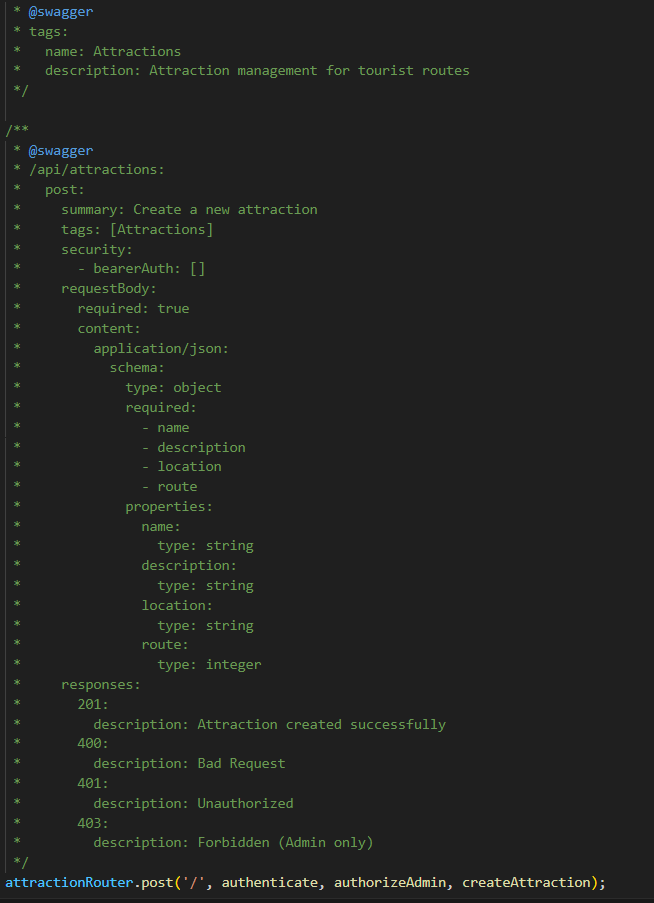 * @swagger
* tags:
*   name: Attractions
*   description: Attraction management for tourist routes
*/
/**
* @swagger
* /api/attractions:
*   post:
*     summary: Create a new attraction
*     tags: [Attractions]
*     security:
*       - bearerAuth: []
*     requestBody:
*       required: true
*       content:
*         application/json:
*           schema:
*             type: object
*             required:
*               - name
*               - description
*               - location
*               - route
*             properties:
*               name:
*                 type: string
*               description:
*                 type: string
*               location:
*                 type: string
*               route:
*                 type: integer
*     responses:
*       201:
*         description: Attraction created successfully
*       400:
*         description: Bad Request
*       401:
*         description: Unauthorized
*       403:
*         description: Forbidden (Admin only)
*/
attractionRouter.post('/', authenticate, authorizeAdmin, createAttraction);